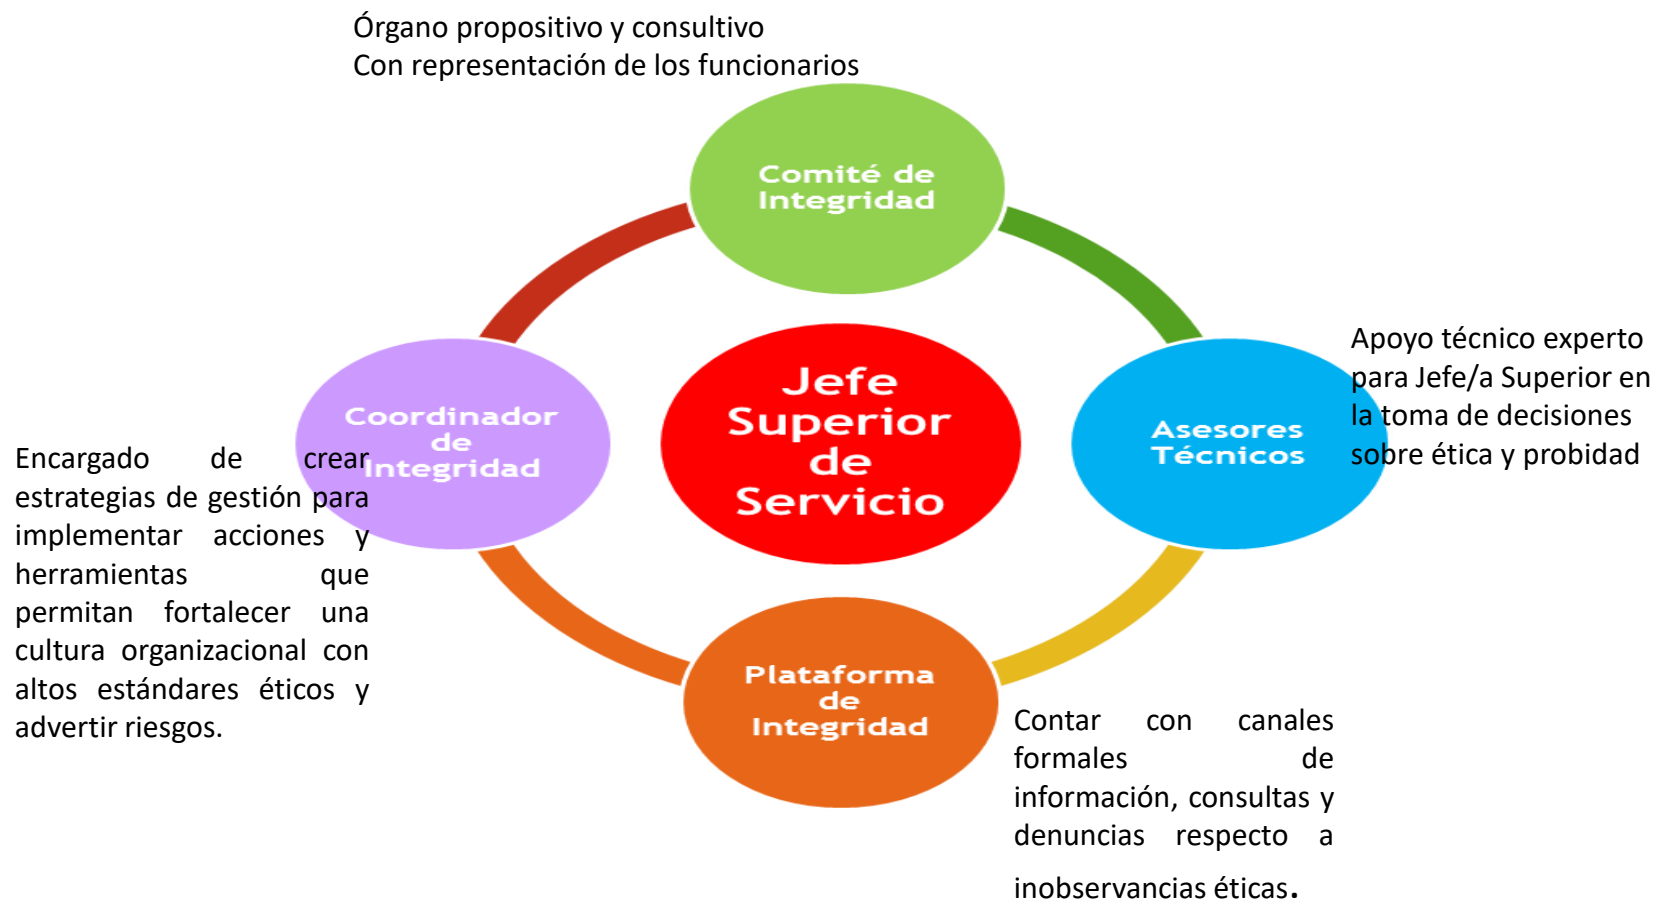 Órgano propositivo y consultivo
Con representación de los funcionarios
Comité de
Integridad
Jefe
Superior
de
Servicio
Coordinador
de
Integridad
Encargado de crear
estrategias de gestión para
implementar acciones y
herramientas que
permitan fortalecer una
cultura organizacional con
altos estándares éticos y
advertir riesgos.
Asesores
Técnicos
Apoyo técnico experto
para Jefe/a Superior en
la toma de decisiones
sobre ética y probidad
Plataforma
de
Integridad
Contar con canales
formales de
información, consultas y
denuncias respecto a
inobservancias éticas.